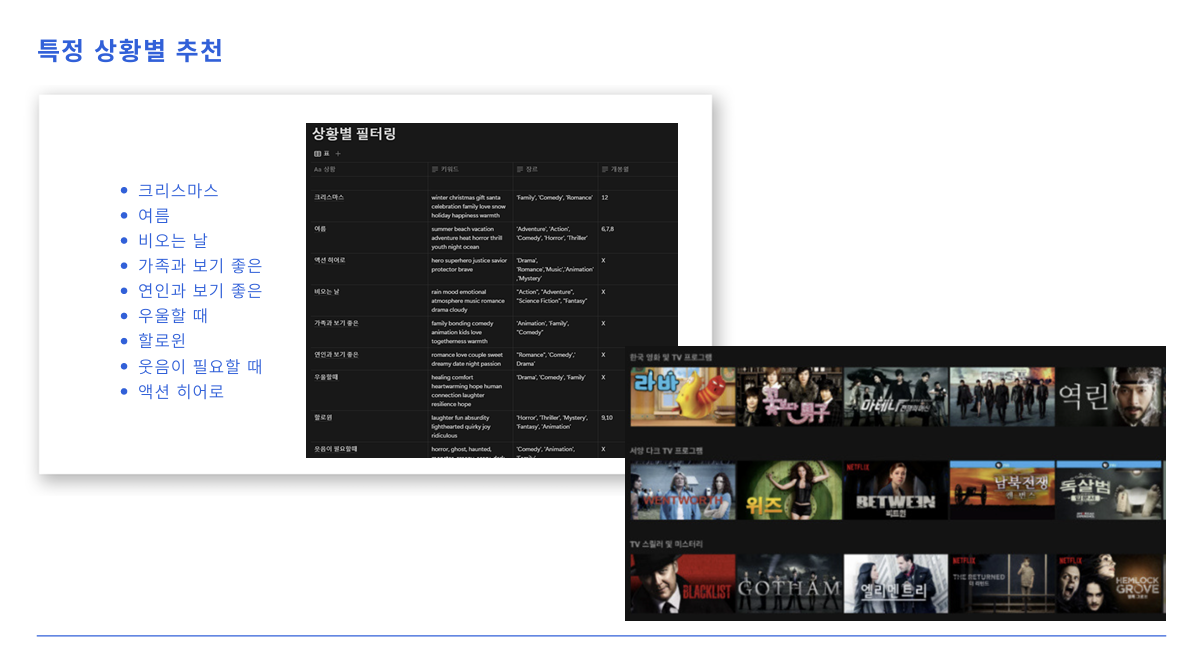 특정 상황별 추천
크리스마스
여름
비오는 날
가족과 보기 좋은
연인과 보기 좋은
우울할 때
할로윈
웃음이 필요할 때
액션 히어로
상황별 필터링
표 +
Aa 상황 키워드 장르 개봉월
크리스마스 winter christmas gift santa 'Family', 'Comedy', 'Romance' 12
celebration family love snow
holiday happiness warmth
여름 summer beach vacation 'Adventure', 'Action', 6,7,8
adventure heat horror thrill 'Comedy', 'Horror', 'Thriller'
youth night ocean
액션 히어로 hero superhero justice savior 'Drama', X
protector brave 'Romance','Music','Animation'
,'Mystery'
비오는 날 rain mood emotional "Action", "Adventure", X
atmosphere music romance "Science Fiction", "Fantasy"
drama cloudy
가족과 보기 좋은 family bonding comedy 'Animation', 'Family', X
animation kids love "Comedy"
togetherness warmth
연인과 보기 좋은 romance love couple sweet "Romance", 'Comedy',' X
dreamy date night passion Drama'
우울할때 healing comfort 'Drama', 'Comedy', 'Family' X
heartwarming hope human
connection laughter
resilience hope
할로윈 laughter fun absurdity 'Horror', 'Thriller', 'Mystery', 9,10
lighthearted quirky joy 'Fantasy', 'Animation'
ridiculous
웃음이 필요할때 horror, ghost, haunted, 'Comedy', 'Animation', X
한국 영화 및 TV 프로그램
라바
꽃보다 男子
아테나
역린
서양 다크 TV 프로그램
WENTWORTH
위즈
NETFLIX
BETWEEN
비트윈
남북전쟁
독살범
TV 스릴러 및 미스터리
BLACKLIST
GOTHAM
엘리멘트리
NETFLIX
THE RETURNED
NETFLIX
HEMLOCK
GROVE